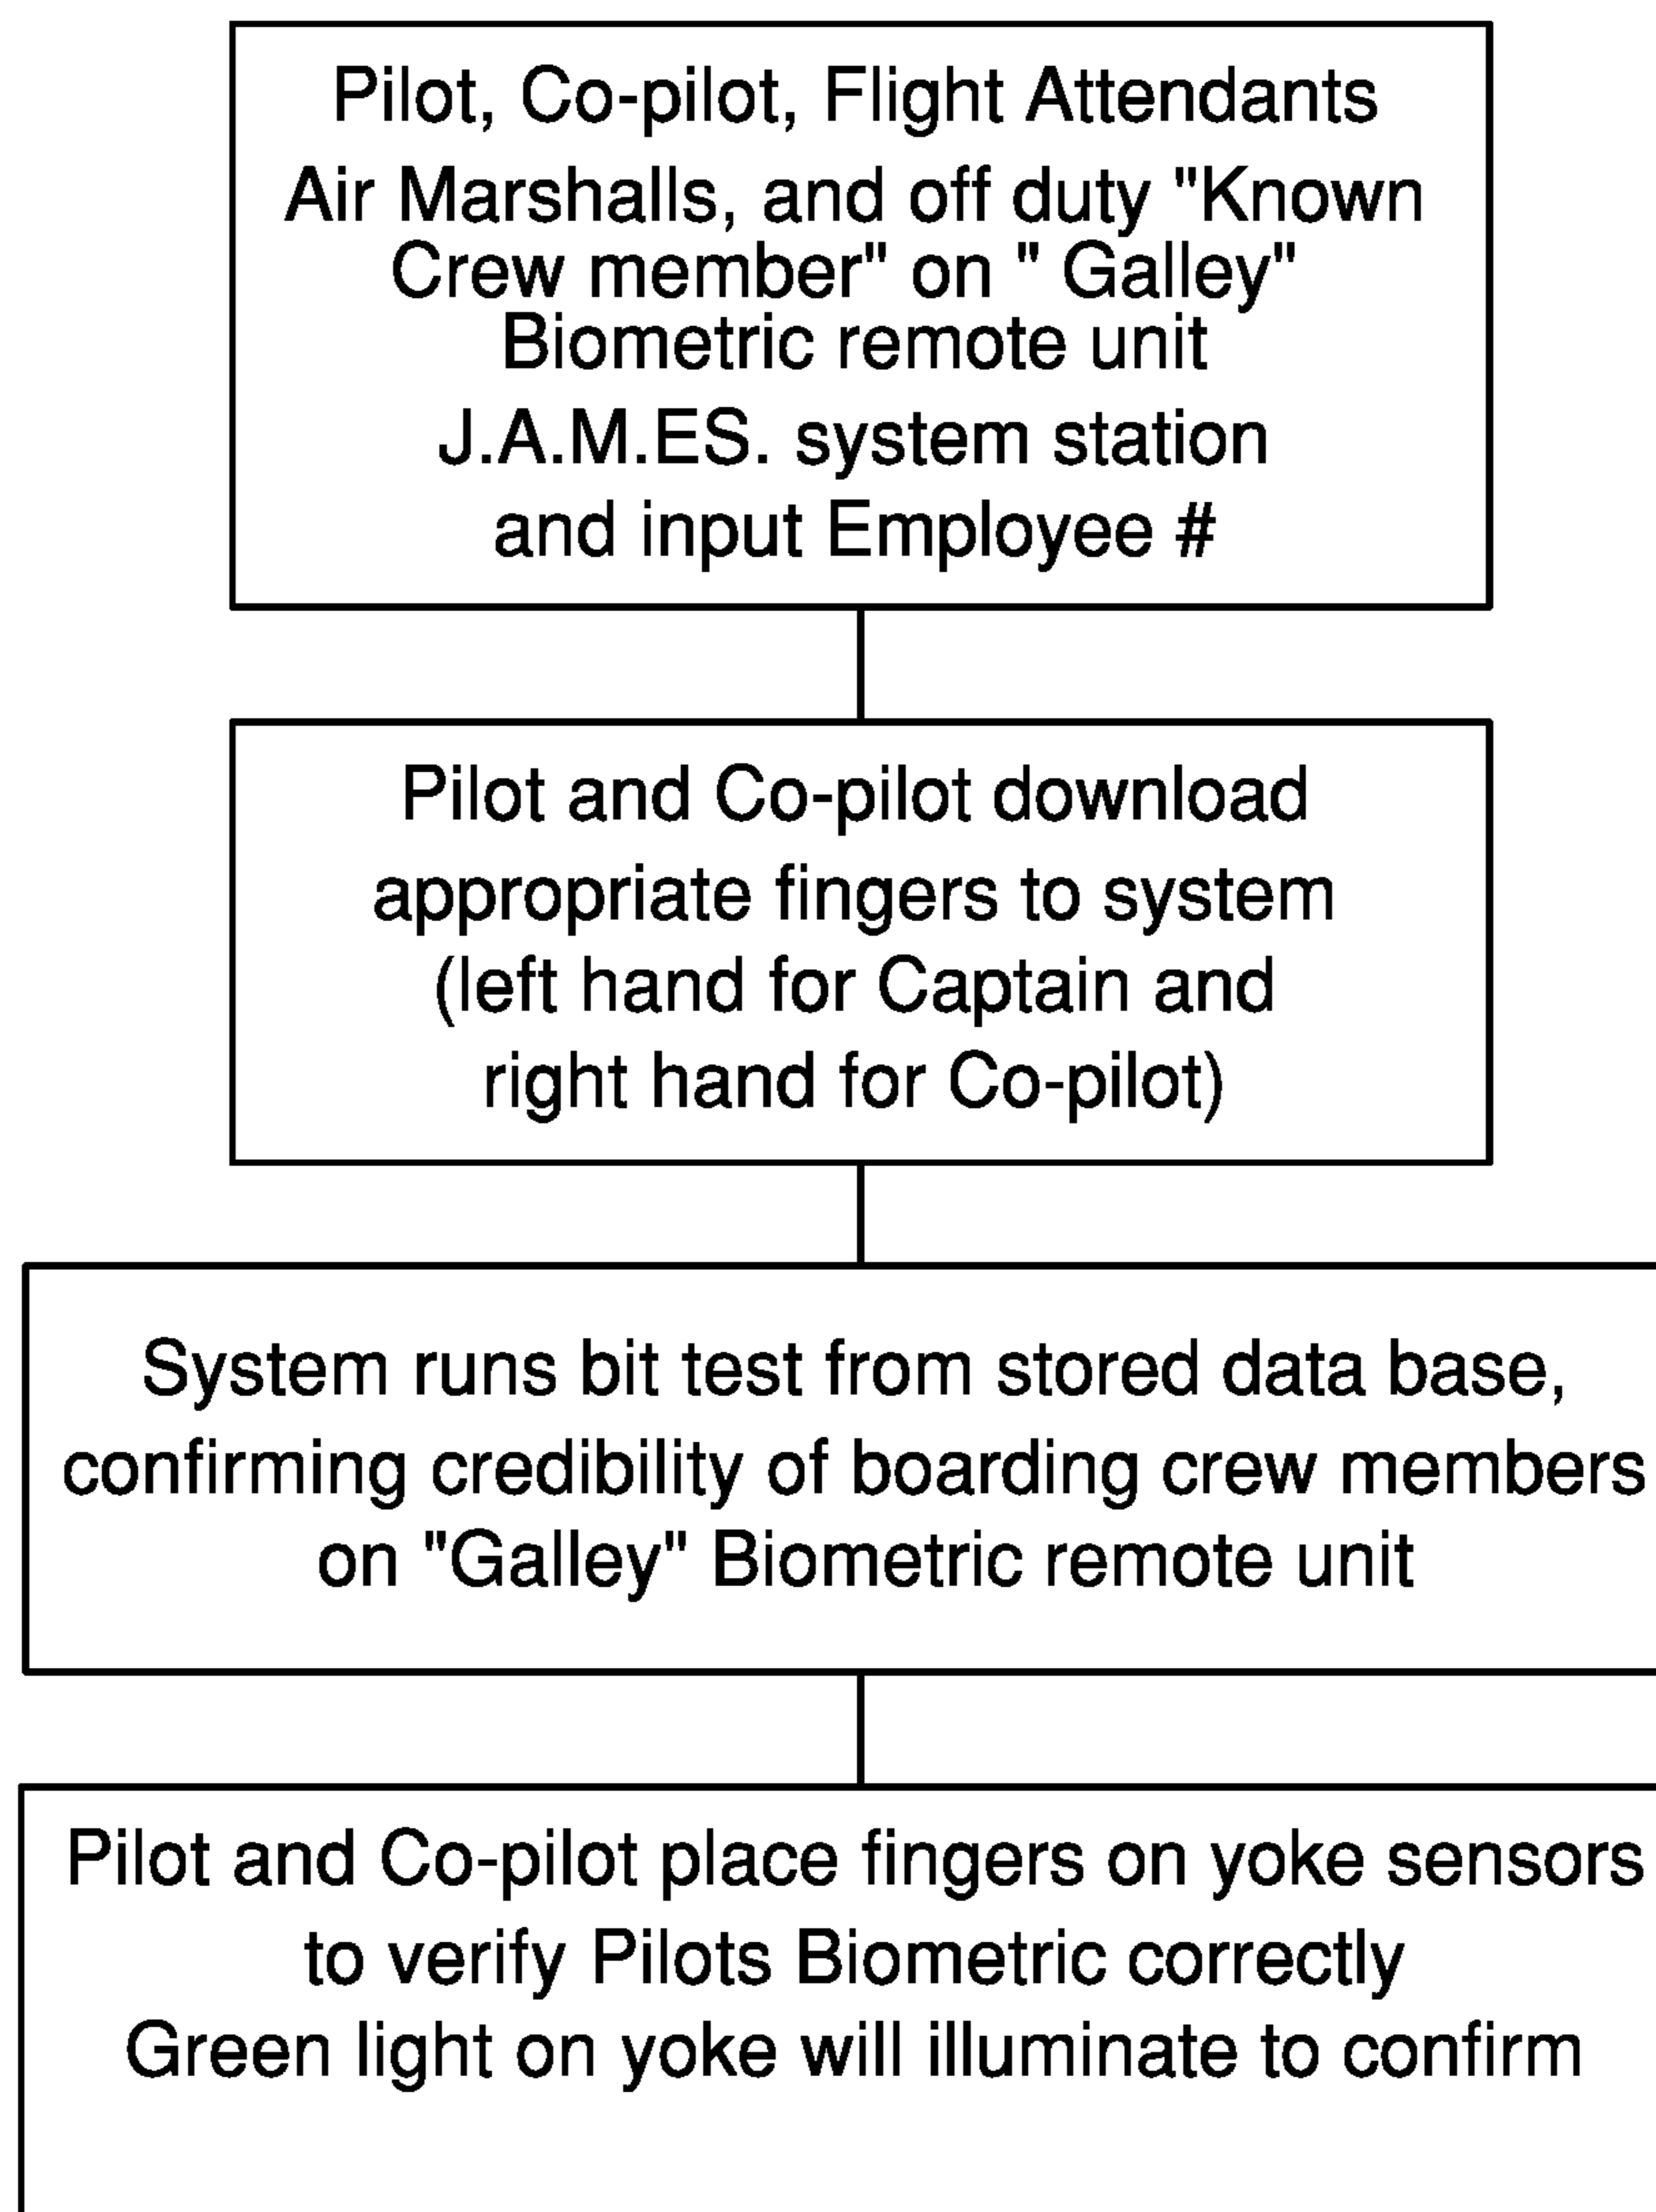 Pilot, Co-pilot, Flight Attendants
Air Marshalls, and off duty "Known
Crew member" on " Galley"
Biometric remote unit
J.A.M.ES. system station
and input Employee #
Pilot and Co-pilot download
appropriate fingers to system
(left hand for Captain and
right hand for Co-pilot)
System runs bit test from stored data base,
confirming credibility of boarding crew members
on "Galley" Biometric remote unit
Pilot and Co-pilot place fingers on yoke sensors
to verify Pilots Biometric correctly
Green light on yoke will illuminate to confirm